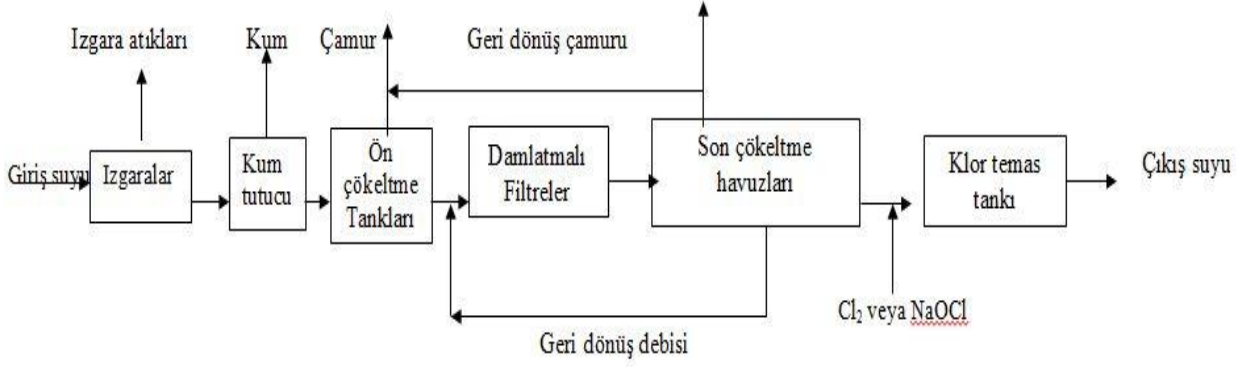 Izgara atıkları
Kum
Çamur
Geri dönüş çamuru
Giriş suyu
Izgaralar
Kum
tutucu
Ön
çökeltme
Tankları
Damlatmalı
Filtreler
Son çökeltme
havuzları
Klor temas
tankı
Çıkış suyu
Cl₂ veya NaOCl
Geri dönüş debisi